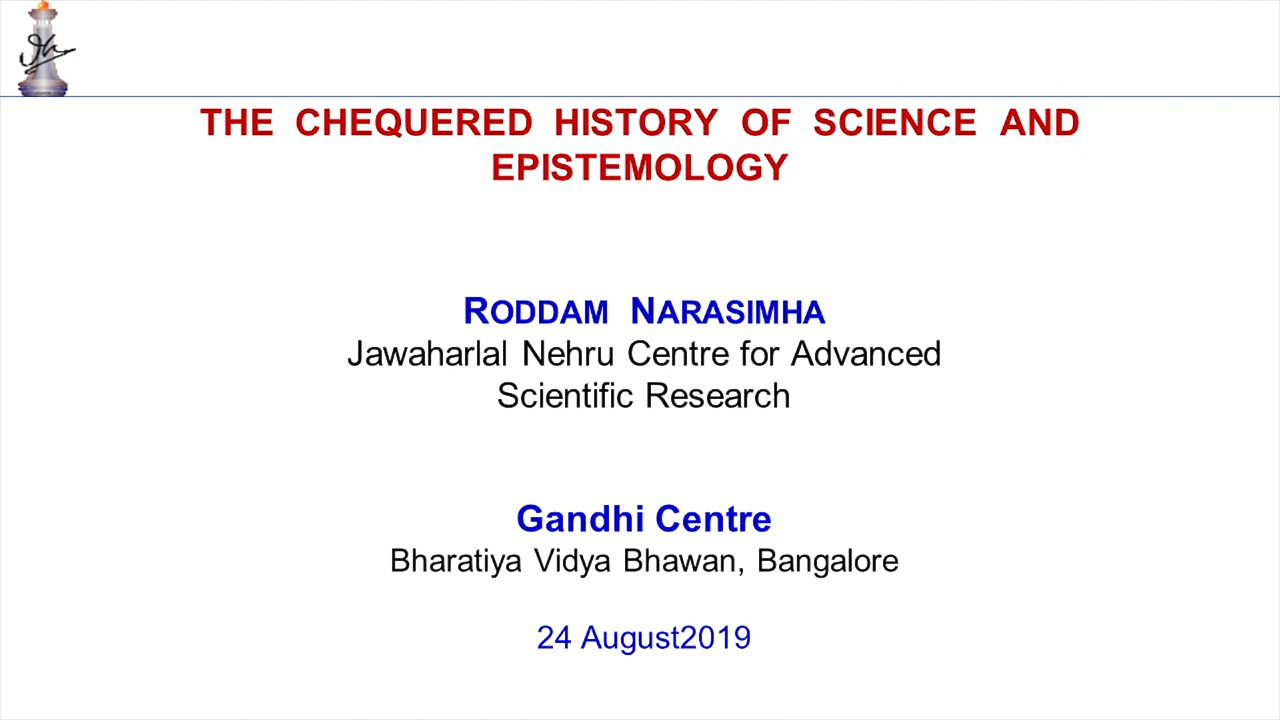 THE CHEQUERED HISTORY OF SCIENCE AND
EPISTEMOLOGY
RODDAM NARASIMHA
Jawaharlal Nehru Centre for Advanced
Scientific Research
Gandhi Centre
Bharatiya Vidya Bhawan, Bangalore
24 August2019